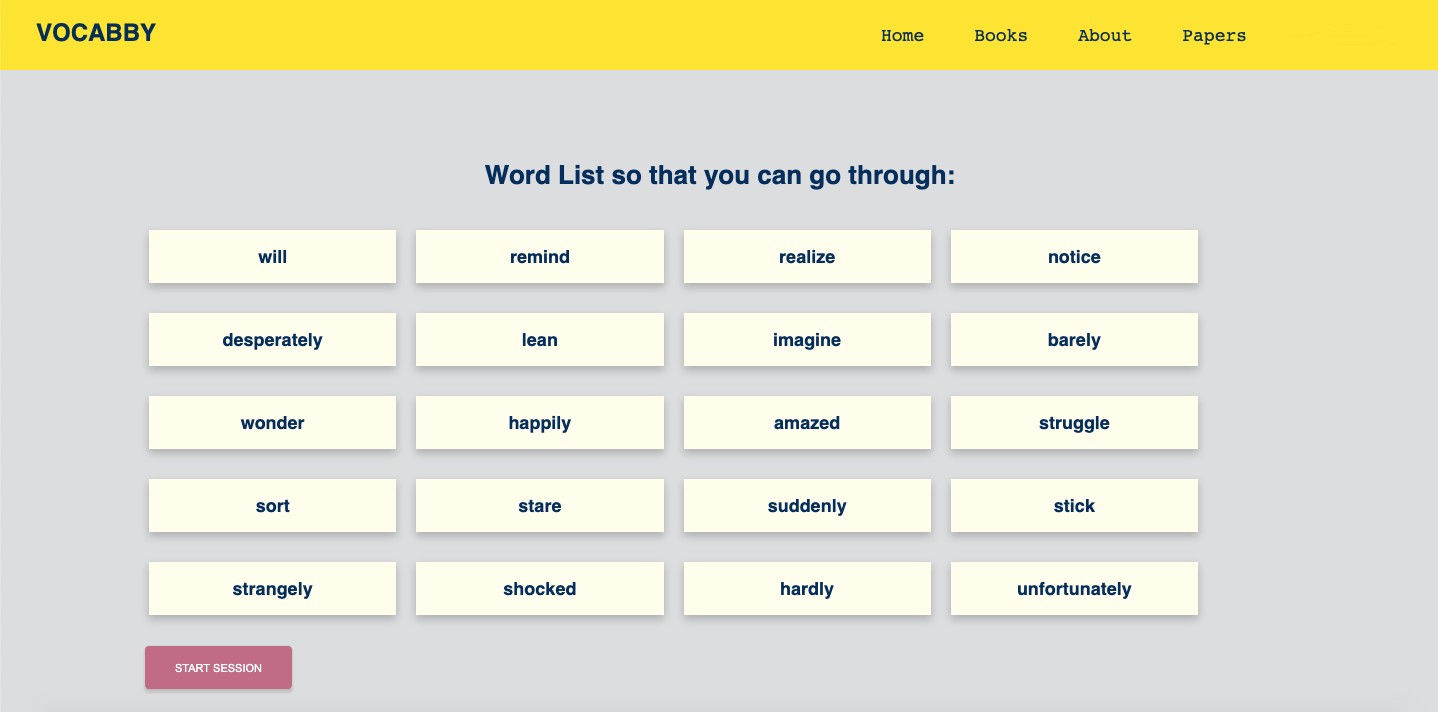 VOCABBY
Home Books About Papers
Word List so that you can go through:
will remind realize notice
desperately lean imagine barely
wonder happily amazed struggle
sort stare suddenly stick
strangely shocked hardly unfortunately
START SESSION